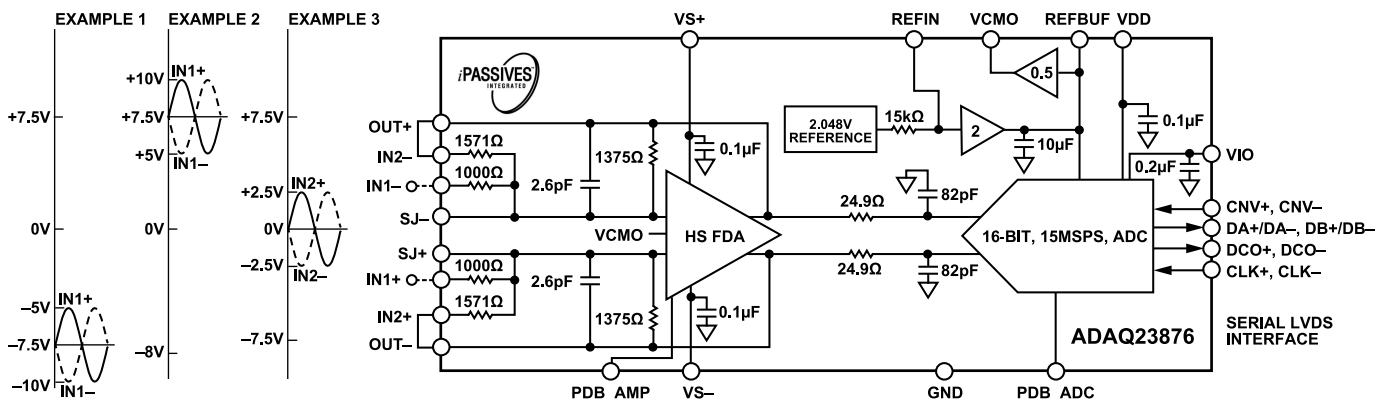 EXAMPLE 1
+7.5V
0V
–5V
IN1+
–7.5V
–10V
IN1–
EXAMPLE 2
IN1+
+10V
+7.5V
+5V
IN1–
0V
–8V
EXAMPLE 3
+7.5V
+2.5V
IN2+
0V
–2.5V
IN2–
–7.5V
VS+
REFIN
VCMO
REFBUF
VDD
iPASSIVES
INTEGRATED
0.5
2.048V
REFERENCE
15kΩ
2
10µF
0.1µF
VIO
0.2µF
OUT+
1571Ω
IN2–
1000Ω
IN1–
SJ–
2.6pF
1375Ω
0.1µF
VCMO
HS FDA
SJ+
1000Ω
IN1+
1571Ω
IN2+
OUT–
2.6pF
1375Ω
0.1µF
24.9Ω
82pF
24.9Ω
82pF
16-BIT, 15MSPS, ADC
CNV+, CNV–
DA+/DA–, DB+/DB–
DCO+, DCO–
CLK+, CLK–
SERIAL LVDS
INTERFACE
ADAQ23876
PDB_AMP
VS–
GND
PDB_ADC